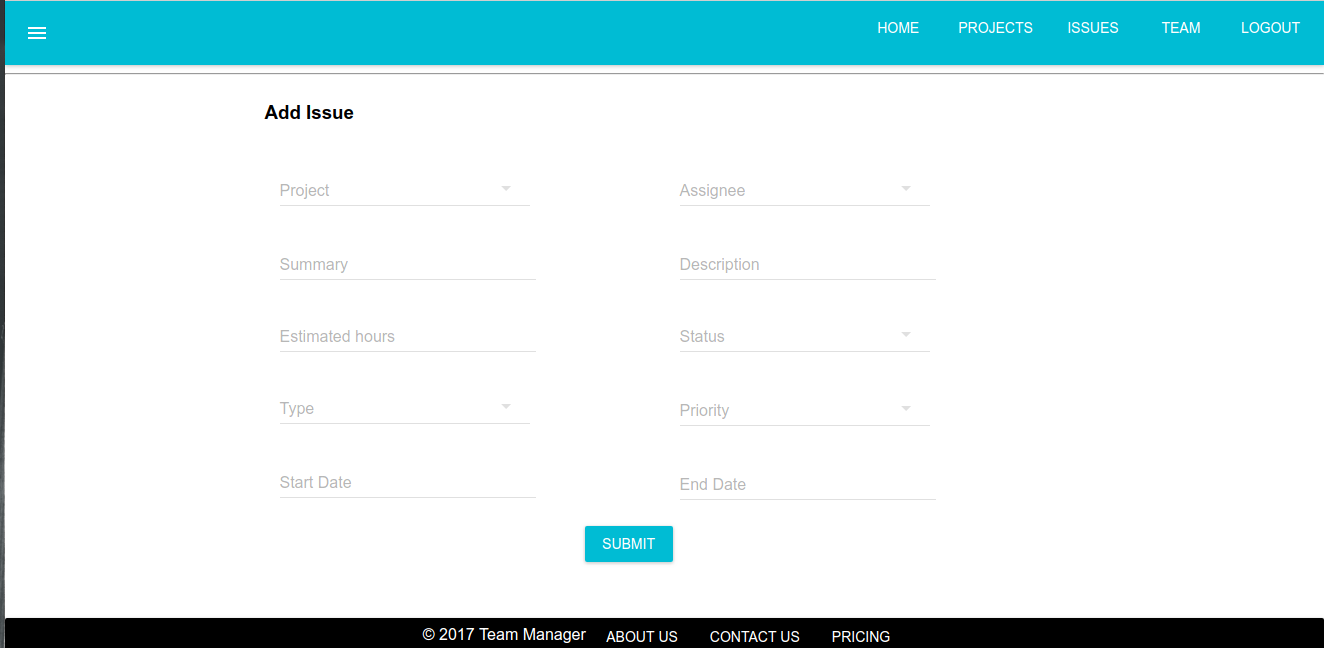 HOME PROJECTS ISSUES TEAM LOGOUT
Add Issue
Project Assignee
Summary Description
Estimated hours Status
Type Priority
Start Date End Date
SUBMIT
© 2017 Team Manager ABOUT US CONTACT US PRICING